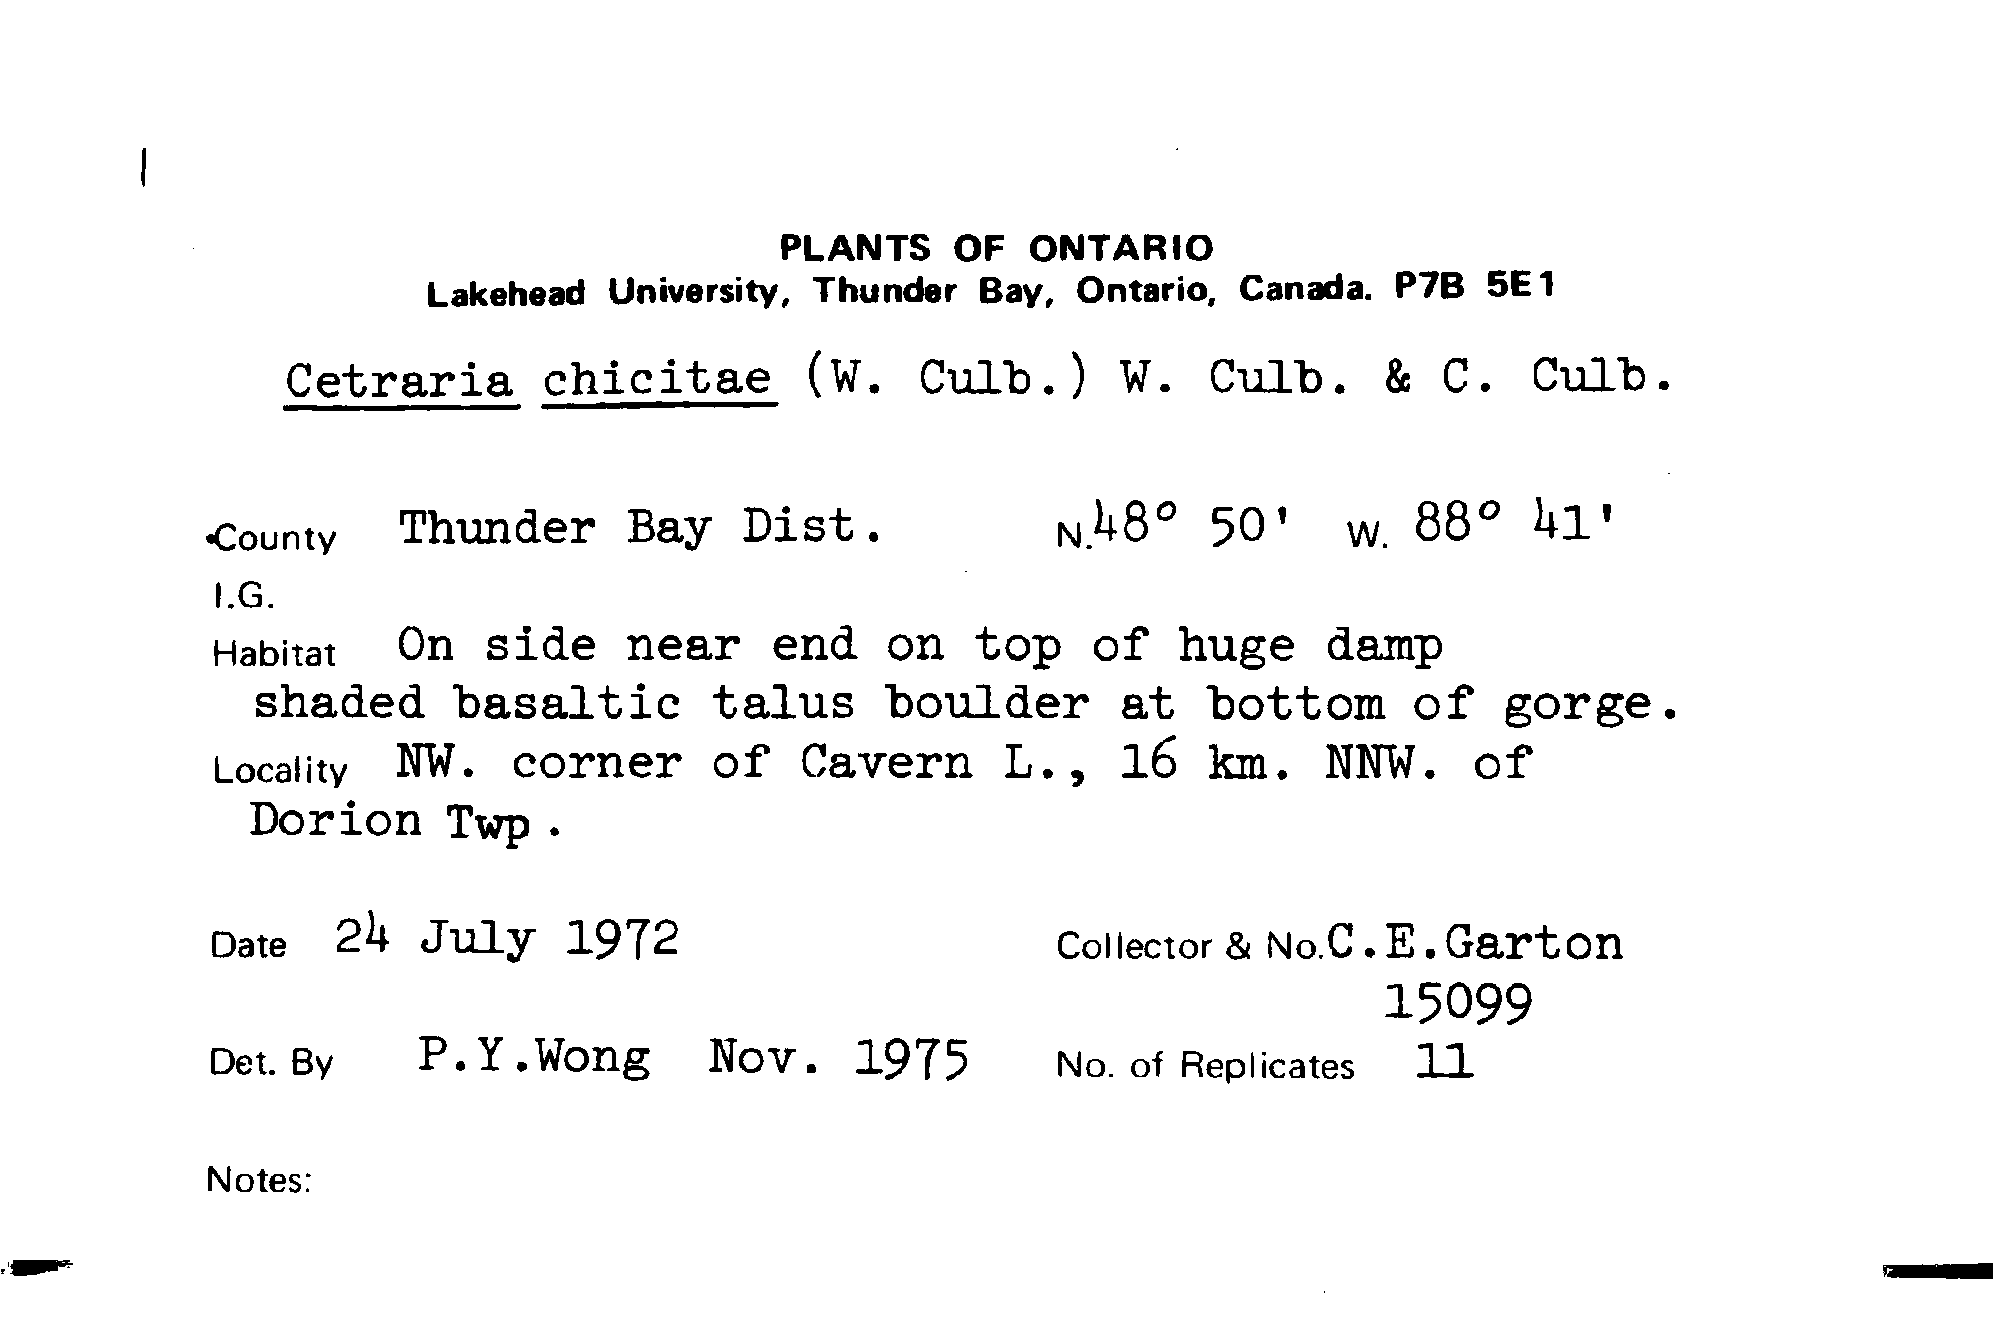 PLANTS OF ONTARIO
Lakehead University, Thunder Bay, Ontario, Canada. P7B 5E1
Cetraria chicitae (W. Culb.) W. Culb. & C. Culb.
County Thunder Bay Dist. N. 48° 50' W. 88° 41'
I.G.
Habitat On side near end on top of huge damp
shaded basaltic talus boulder at bottom of gorge.
Locality NW. corner of Cavern L., 16 km. NNW. of
Dorion Twp.
Date 24 July 1972 Collector & No. C.E.Garton
15099
Det. By P.Y.Wong Nov. 1975 No. of Replicates 11
Notes: